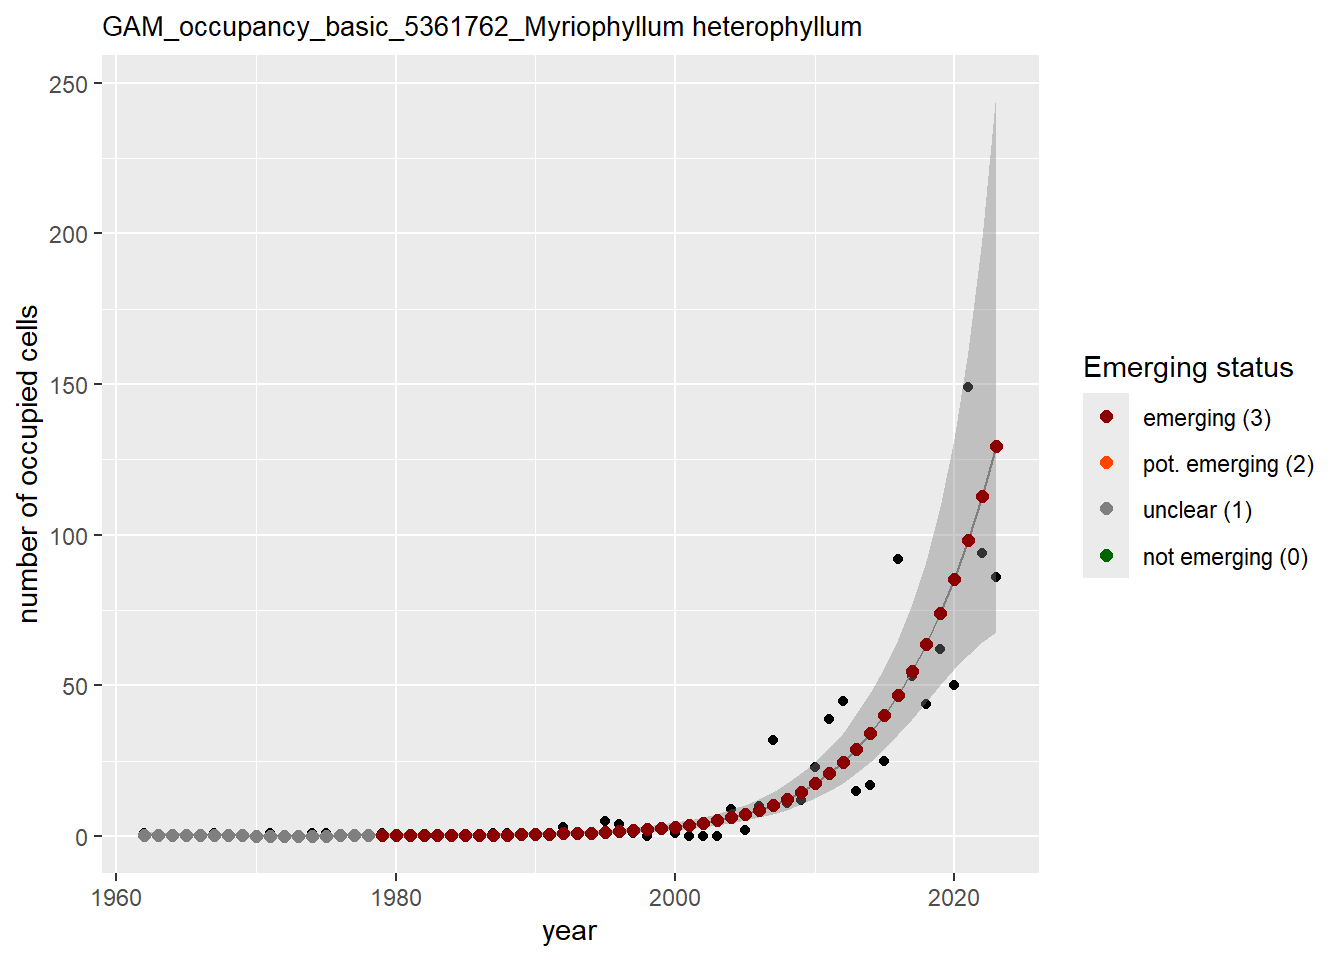 GAM_occupancy_basic_5361762_Myriophyllum heterophyllum
250
200
150
100
50
0
number of occupied cells
1960
1980
2000
2020
year
Emerging status
emerging (3)
pot. emerging (2)
unclear (1)
not emerging (0)